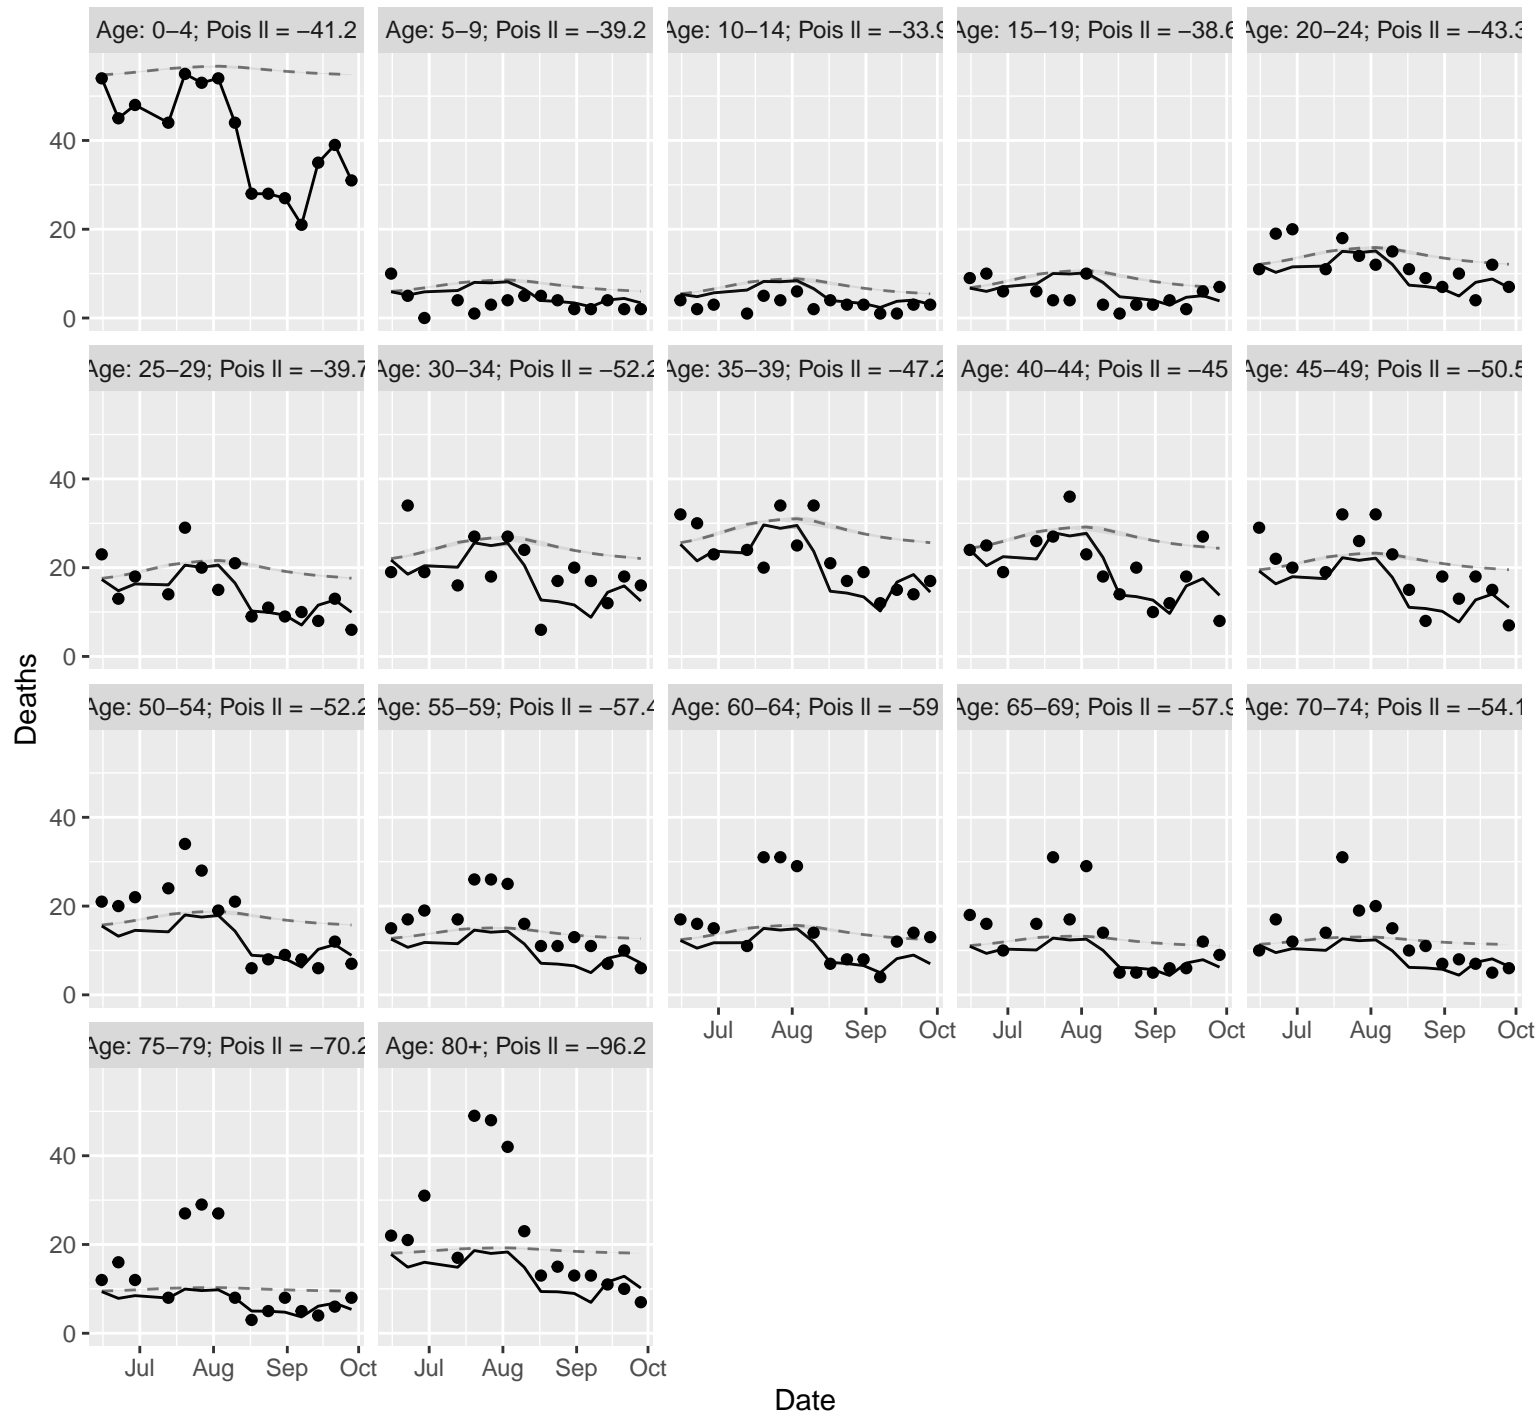 Age: 0−4; Pois ll = −41.2
Age: 5−9; Pois ll = −39.2
Age: 10−14; Pois ll = −33.9
Age: 15−19; Pois ll = −38.6
Age: 20−24; Pois ll = −43.3
40
20
0
Age: 25−29; Pois ll = −39.7
Age: 30−34; Pois ll = −52.2
Age: 35−39; Pois ll = −47.2
Age: 40−44; Pois ll = −45
Age: 45−49; Pois ll = −50.5
40
20
0
Deaths
Age: 50−54; Pois ll = −52.2
Age: 55−59; Pois ll = −57.4
Age: 60−64; Pois ll = −59
Age: 65−69; Pois ll = −57.9
Age: 70−74; Pois ll = −54.1
40
20
0
Jul Aug Sep Oct
Jul Aug Sep Oct
Jul Aug Sep Oct
Age: 75−79; Pois ll = −70.2
Age: 80+; Pois ll = −96.2
40
20
0
Jul Aug Sep Oct
Jul Aug Sep Oct
Date